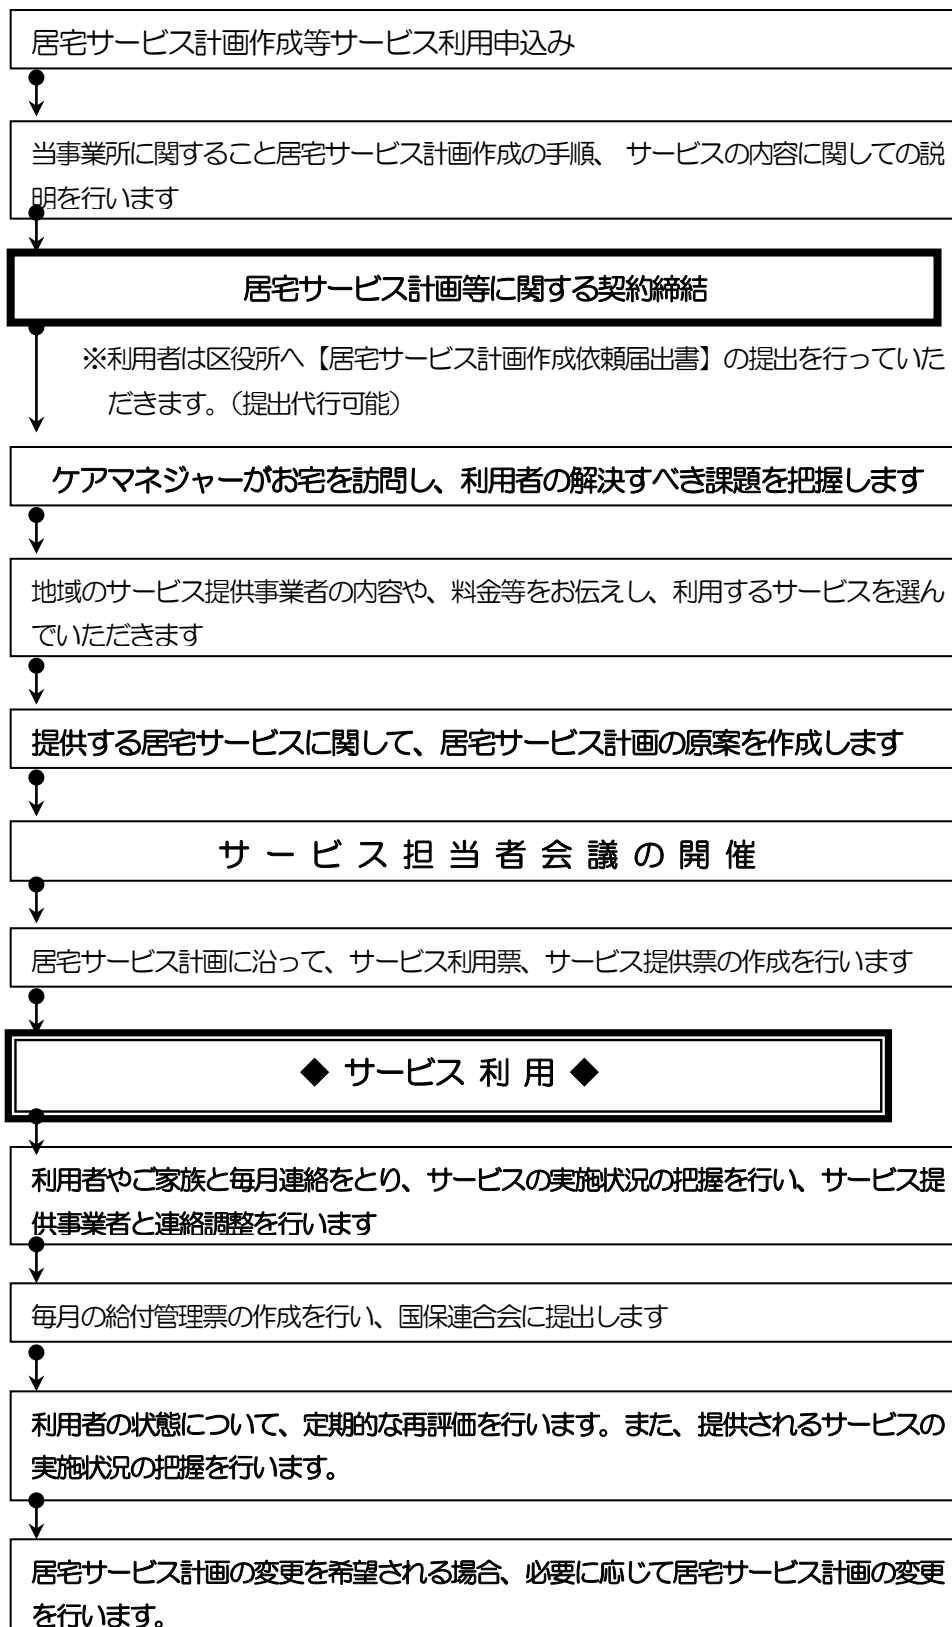 居宅サービス計画作成等サービス利用申込み
当事業所に関すること居宅サービス計画作成の手順、 サービスの内容に関しての説
明を行います
居宅サービス計画等に関する契約締結
※利用者は区役所へ【居宅サービス計画作成依頼届出書】の提出を行っていた
だきます。（提出代行可能）
ケアマネジャーがお宅を訪問し、利用者の解決すべき課題を把握します
地域のサービス提供事業者の内容や、料金等をお伝えし、利用するサービスを選ん
でいただきます
提供する居宅サービスに関して、居宅サービス計画の原案を作成します
サ ー ビ ス 担 当 者 会 議 の 開 催
居宅サービス計画に沿って、サービス利用票、サービス提供票の作成を行います
◆ サービス 利 用 ◆
利用者やご家族と毎月連絡をとり、サービスの実施状況の把握を行い、サービス提
供事業者と連絡調整を行います
毎月の給付管理票の作成を行い、国保連合会に提出します
利用者の状態について、定期的な再評価を行います。また、提供されるサービスの
実施状況の把握を行います。
居宅サービス計画の変更を希望される場合、必要に応じて居宅サービス計画の変更
を行います。